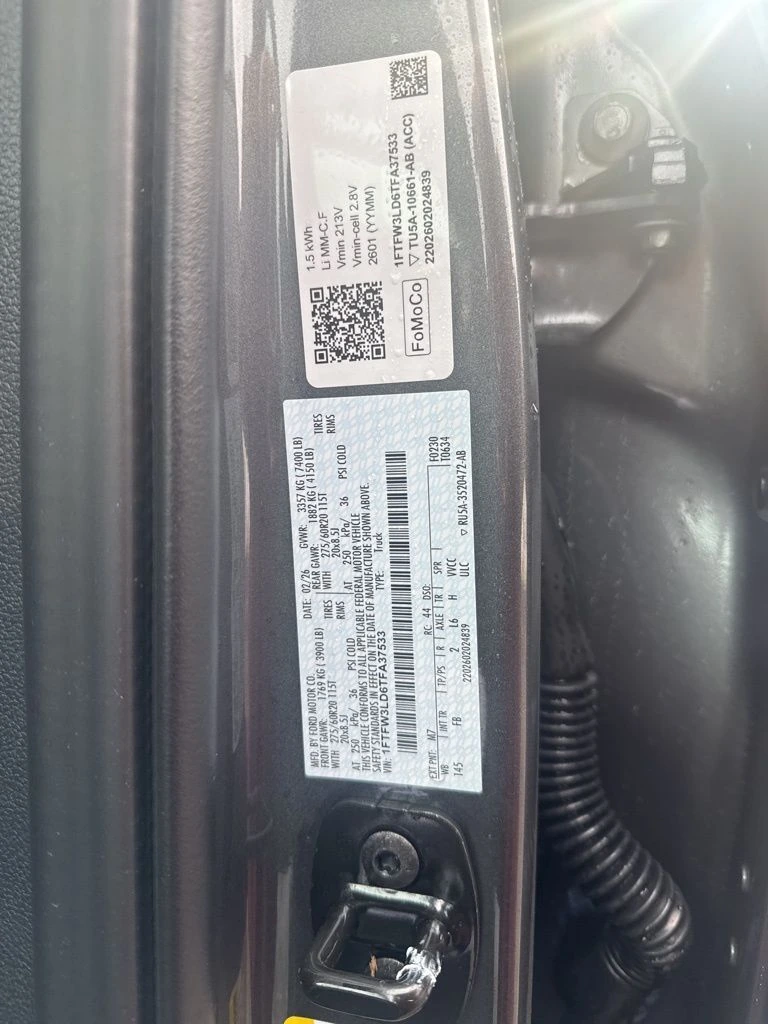 1.5 kWh
Li MM-C.F
Vmin 213V
Vmin-cell 2.8V
2601 (YYMM)
1FTFW3LD6TFA37533
▽ TU5A-10661-AB (ACC)
2202602024839
FoMoCo
MFD. BY FORD MOTOR CO.
DATE: 02/26 GVWR: 3357 KG ( 7400 LB)
FRONT GAWR: 1769 KG ( 3900 LB) REAR GAWR: 1882 KG ( 4150 LB)
WITH 275/60R20 115T TIRES WITH 275/60R20 115T TIRES
20x8.5J RIMS 20x8.5J RIMS
AT 250 kPa/ 36 PSI COLD AT 250 kPa/ 36 PSI COLD
THIS VEHICLE CONFORMS TO ALL APPLICABLE FEDERAL MOTOR VEHICLE
SAFETY STANDARDS IN EFFECT ON THE DATE OF MANUFACTURE SHOWN ABOVE.
VIN: 1FTFW3LD6TFA37533 TYPE: Truck
EXT PNT: M7 RC: 44 DSO: F0230
WB INT TR TP/PS R AXLE TR SPR T0634
145 FB 2 L6 H VVCC
ULC
2202602024839 ▽ RU5A-3520472-AB